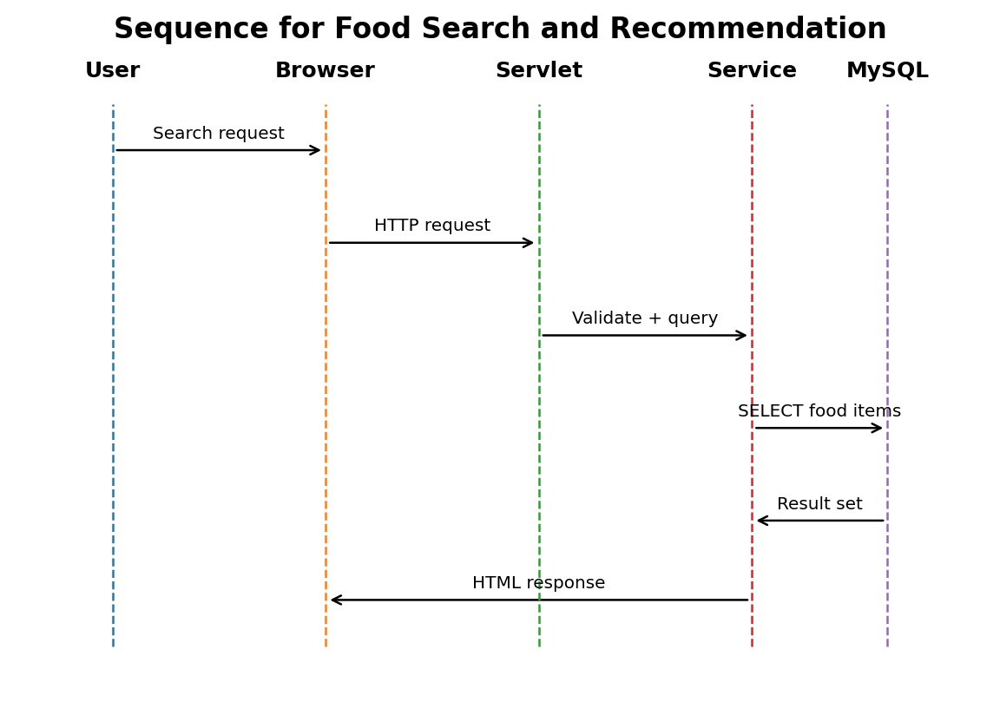 Sequence for Food Search and Recommendation
User Browser Servlet Service MySQL
Search request
HTTP request
Validate + query
SELECT food items
Result set
HTML response